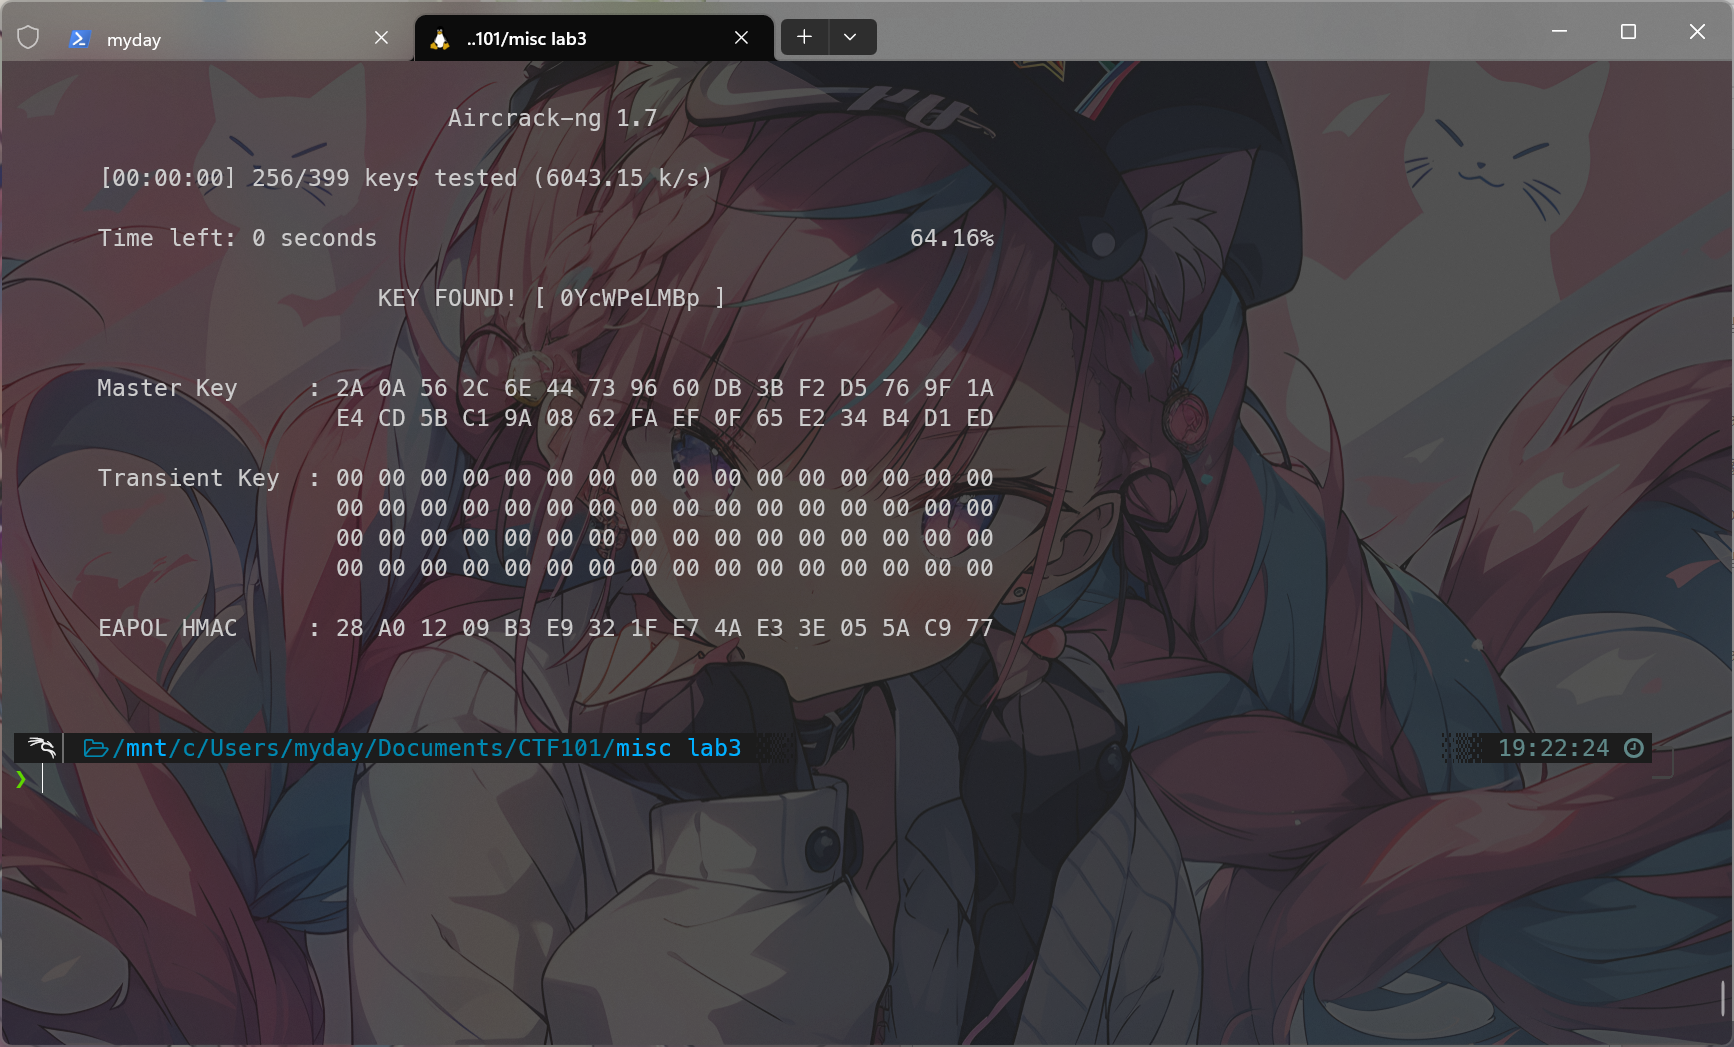 myday
..101/misc lab3
Aircrack-ng 1.7
[00:00:00] 256/399 keys tested (6043.15 k/s)
Time left: 0 seconds 64.16%
KEY FOUND! [ 0YcWPeLMBp ]
Master Key : 2A 0A 56 2C 6E 44 73 96 60 DB 3B F2 D5 76 9F 1A
E4 CD 5B C1 9A 08 62 FA EF 0F 65 E2 34 B4 D1 ED
Transient Key : 00 00 00 00 00 00 00 00 00 00 00 00 00 00 00 00
00 00 00 00 00 00 00 00 00 00 00 00 00 00 00 00
00 00 00 00 00 00 00 00 00 00 00 00 00 00 00 00
00 00 00 00 00 00 00 00 00 00 00 00 00 00 00 00
EAPOL HMAC : 28 A0 12 09 B3 E9 32 1F E7 4A E3 3E 05 5A C9 77
/mnt/c/Users/myday/Documents/CTF101/misc lab3 19:22:24
❯